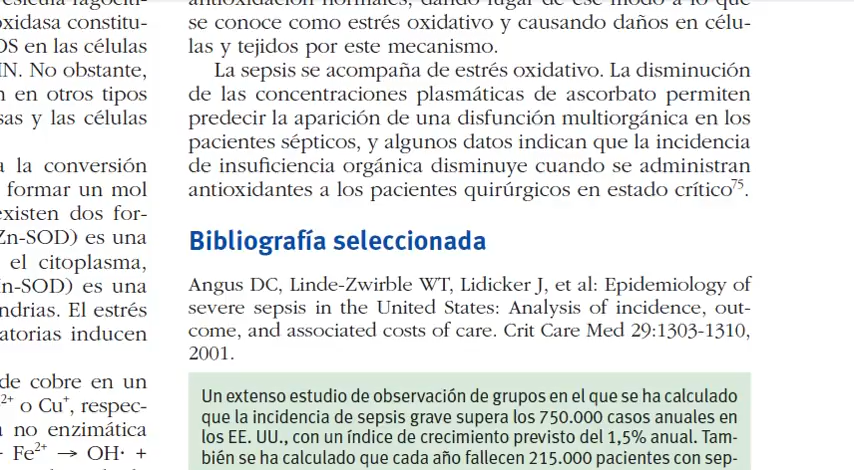 esícula fagocíti-
oxidasa constitu-
OS en las células
IN. No obstante,
n en otros tipos
sas y las células
a la conversión
formar un mol
existen dos for-
Zn-SOD) es una
el citoplasma,
n-SOD) es una
ndrias. El estrés
atorias inducen
de cobre en un
2+ o Cu+, respec-
a no enzimática
+ Fe2+ → OH· +
antioxidación normales, dando lugar de ese modo a lo que
se conoce como estrés oxidativo y causando daños en célu-
las y tejidos por este mecanismo.
La sepsis se acompaña de estrés oxidativo. La disminución
de las concentraciones plasmáticas de ascorbato permiten
predecir la aparición de una disfunción multiorgánica en los
pacientes sépticos, y algunos datos indican que la incidencia
de insuficiencia orgánica disminuye cuando se administran
antioxidantes a los pacientes quirúrgicos en estado crítico75.
Bibliografía seleccionada
Angus DC, Linde-Zwirble WT, Lidicker J, et al: Epidemiology of
severe sepsis in the United States: Analysis of incidence, out-
come, and associated costs of care. Crit Care Med 29:1303-1310,
2001.
Un extenso estudio de observación de grupos en el que se ha calculado
que la incidencia de sepsis grave supera los 750.000 casos anuales en
los EE. UU., con un índice de crecimiento previsto del 1,5% anual. Tam-
bién se ha calculado que cada año fallecen 215.000 pacientes con sep-